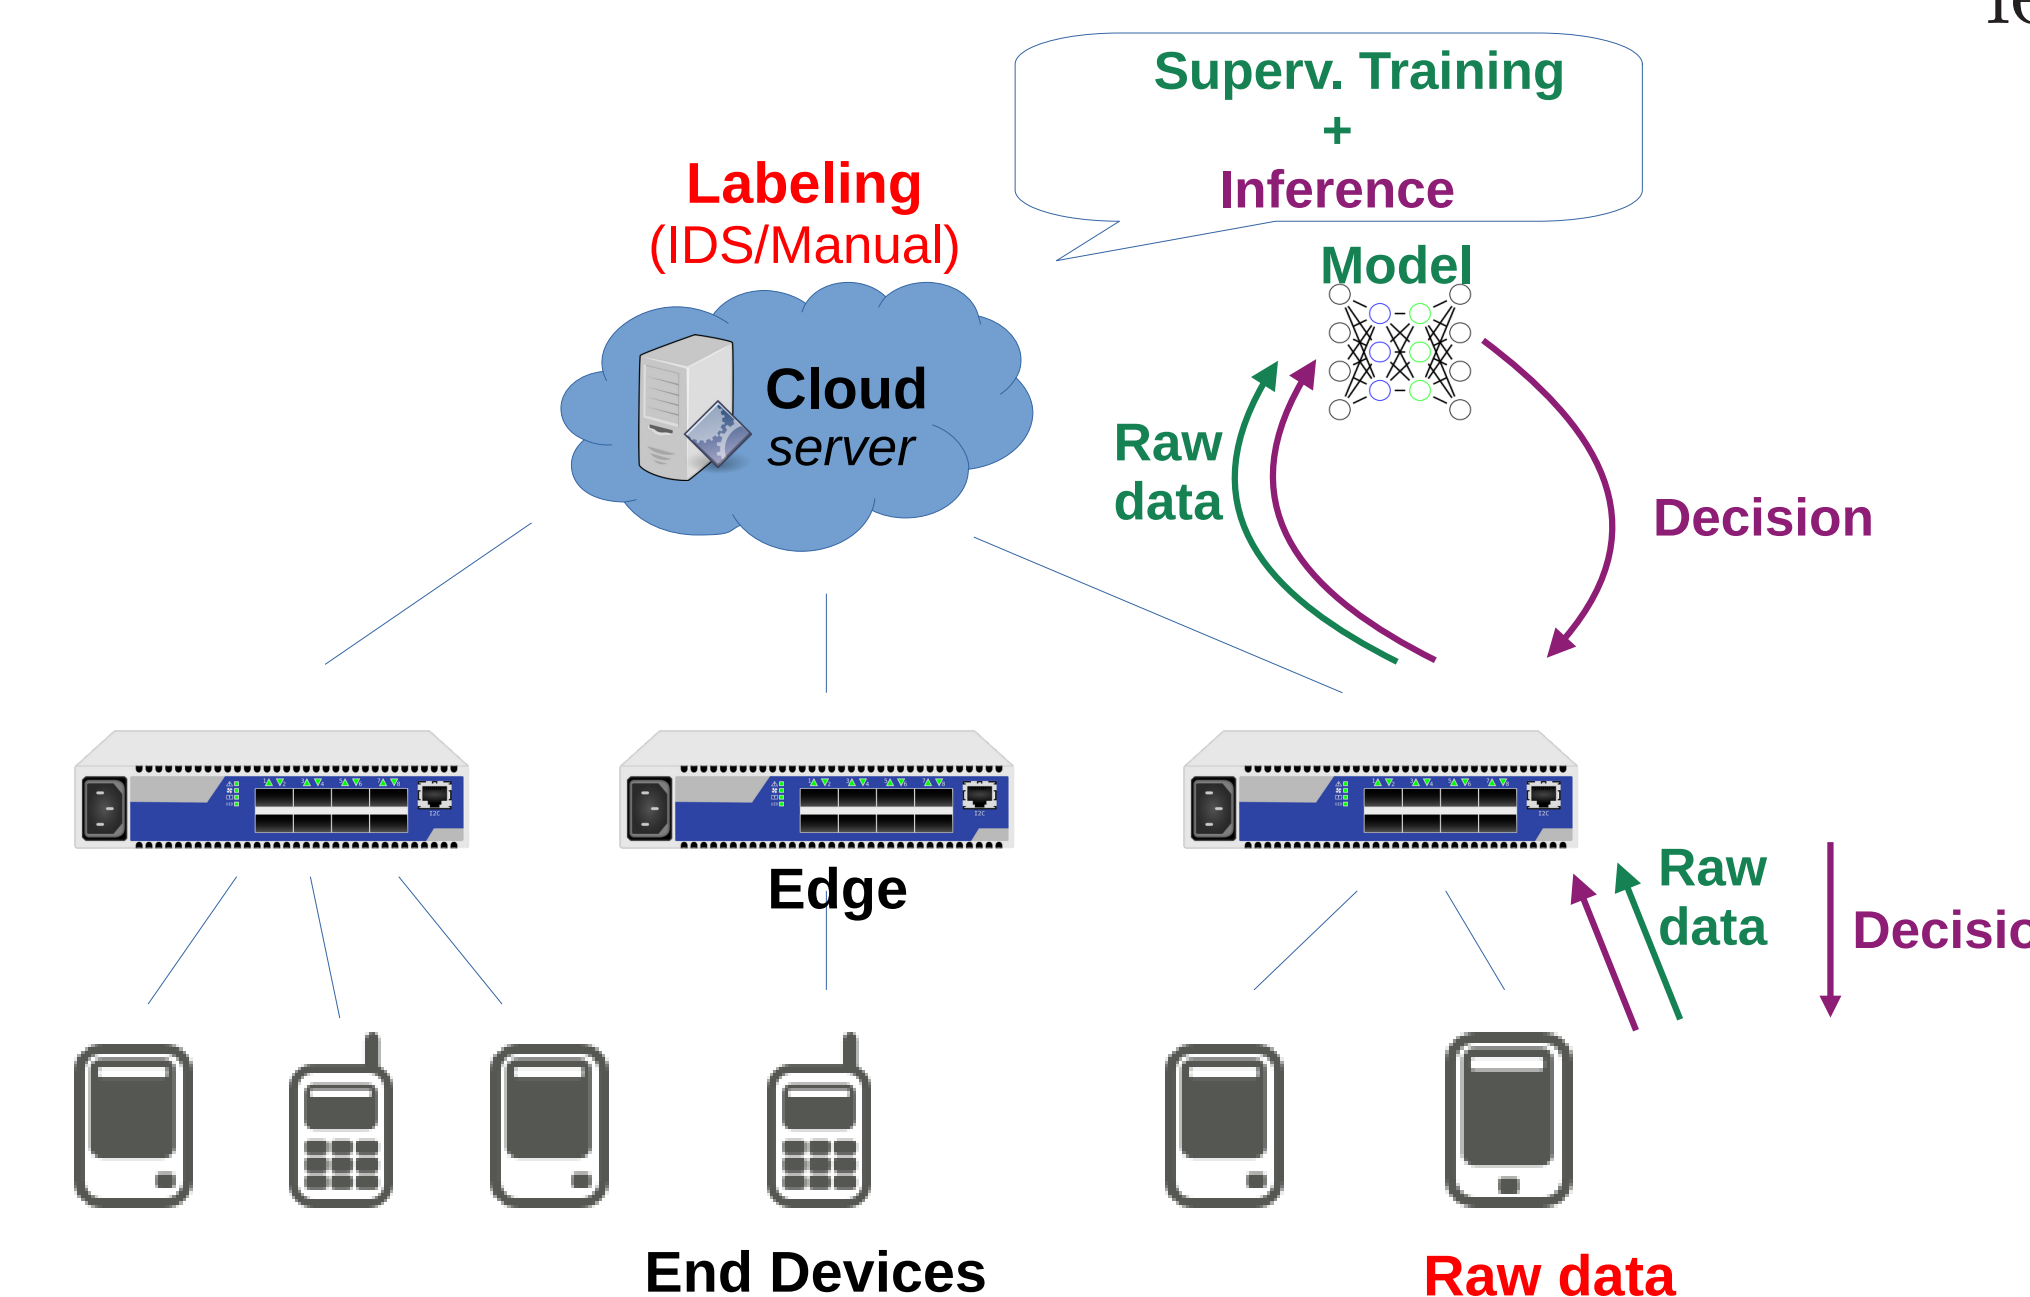 Superv. Training
+
Inference
Labeling
(IDS/Manual)
Model
Cloud
server
Raw
data
Decision
Edge
Raw
data
End Devices
Raw data